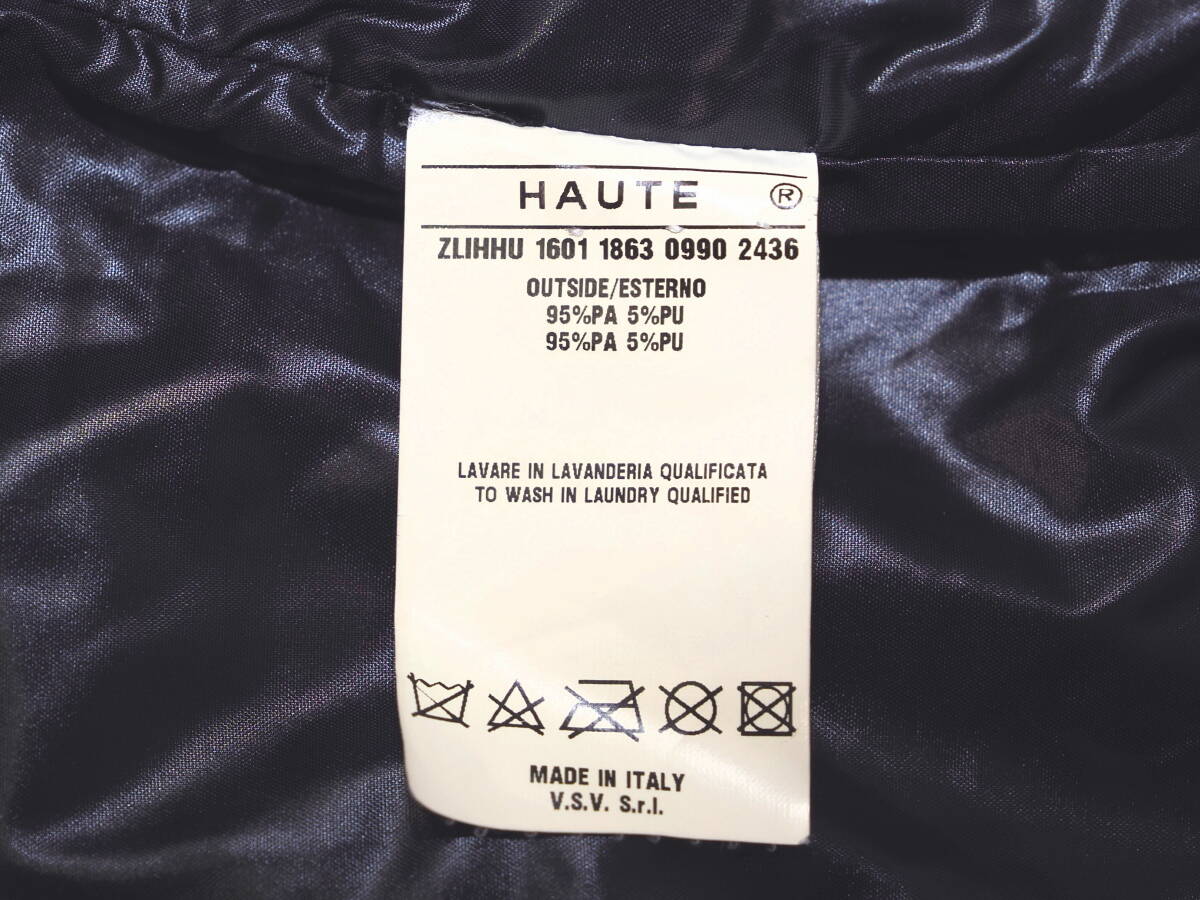 HAUTE ®
ZLIHHU 1601 1863 0990 2436
OUTSIDE/ESTERNO
95%PA 5%PU
95%PA 5%PU
LAVARE IN LAVANDERIA QUALIFICATA
TO WASH IN LAUNDRY QUALIFIED
MADE IN ITALY
V.S.V. S.r.l.